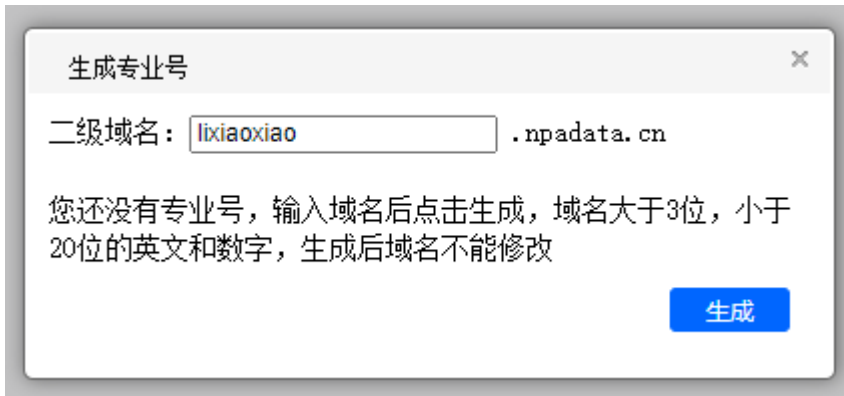 生成专业号 ×
二级域名：lixiaoxiao .npadata.cn
您还没有专业号，输入域名后点击生成，域名大于3位，小于
20位的英文和数字，生成后域名不能修改
生成